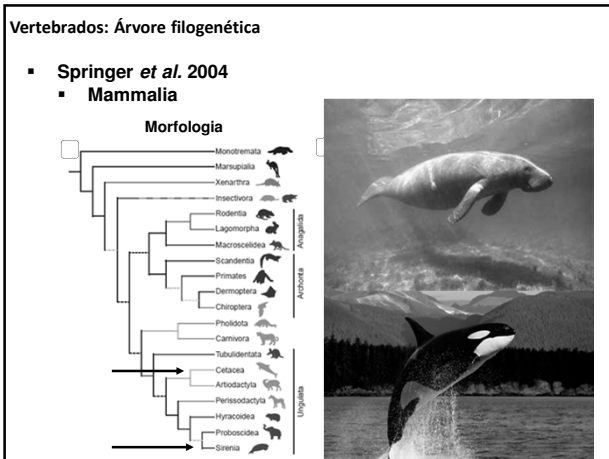 Vertebrados: Árvore filogenética
▪ Springer et al. 2004
▪ Mammalia
Morfologia
Monotremata
Marsupialia
Xenarthra
Insectivora
Rodentia
Lagomorpha
Macroscelidea
Anagalida
Scandentia
Primates
Dermoptera
Chiroptera
Archonta
Pholidota
Carnivora
Tubulidentata
Cetacea
Artiodactyla
Perissodactyla
Hyracoidea
Proboscidea
Sirenia
Ungulata